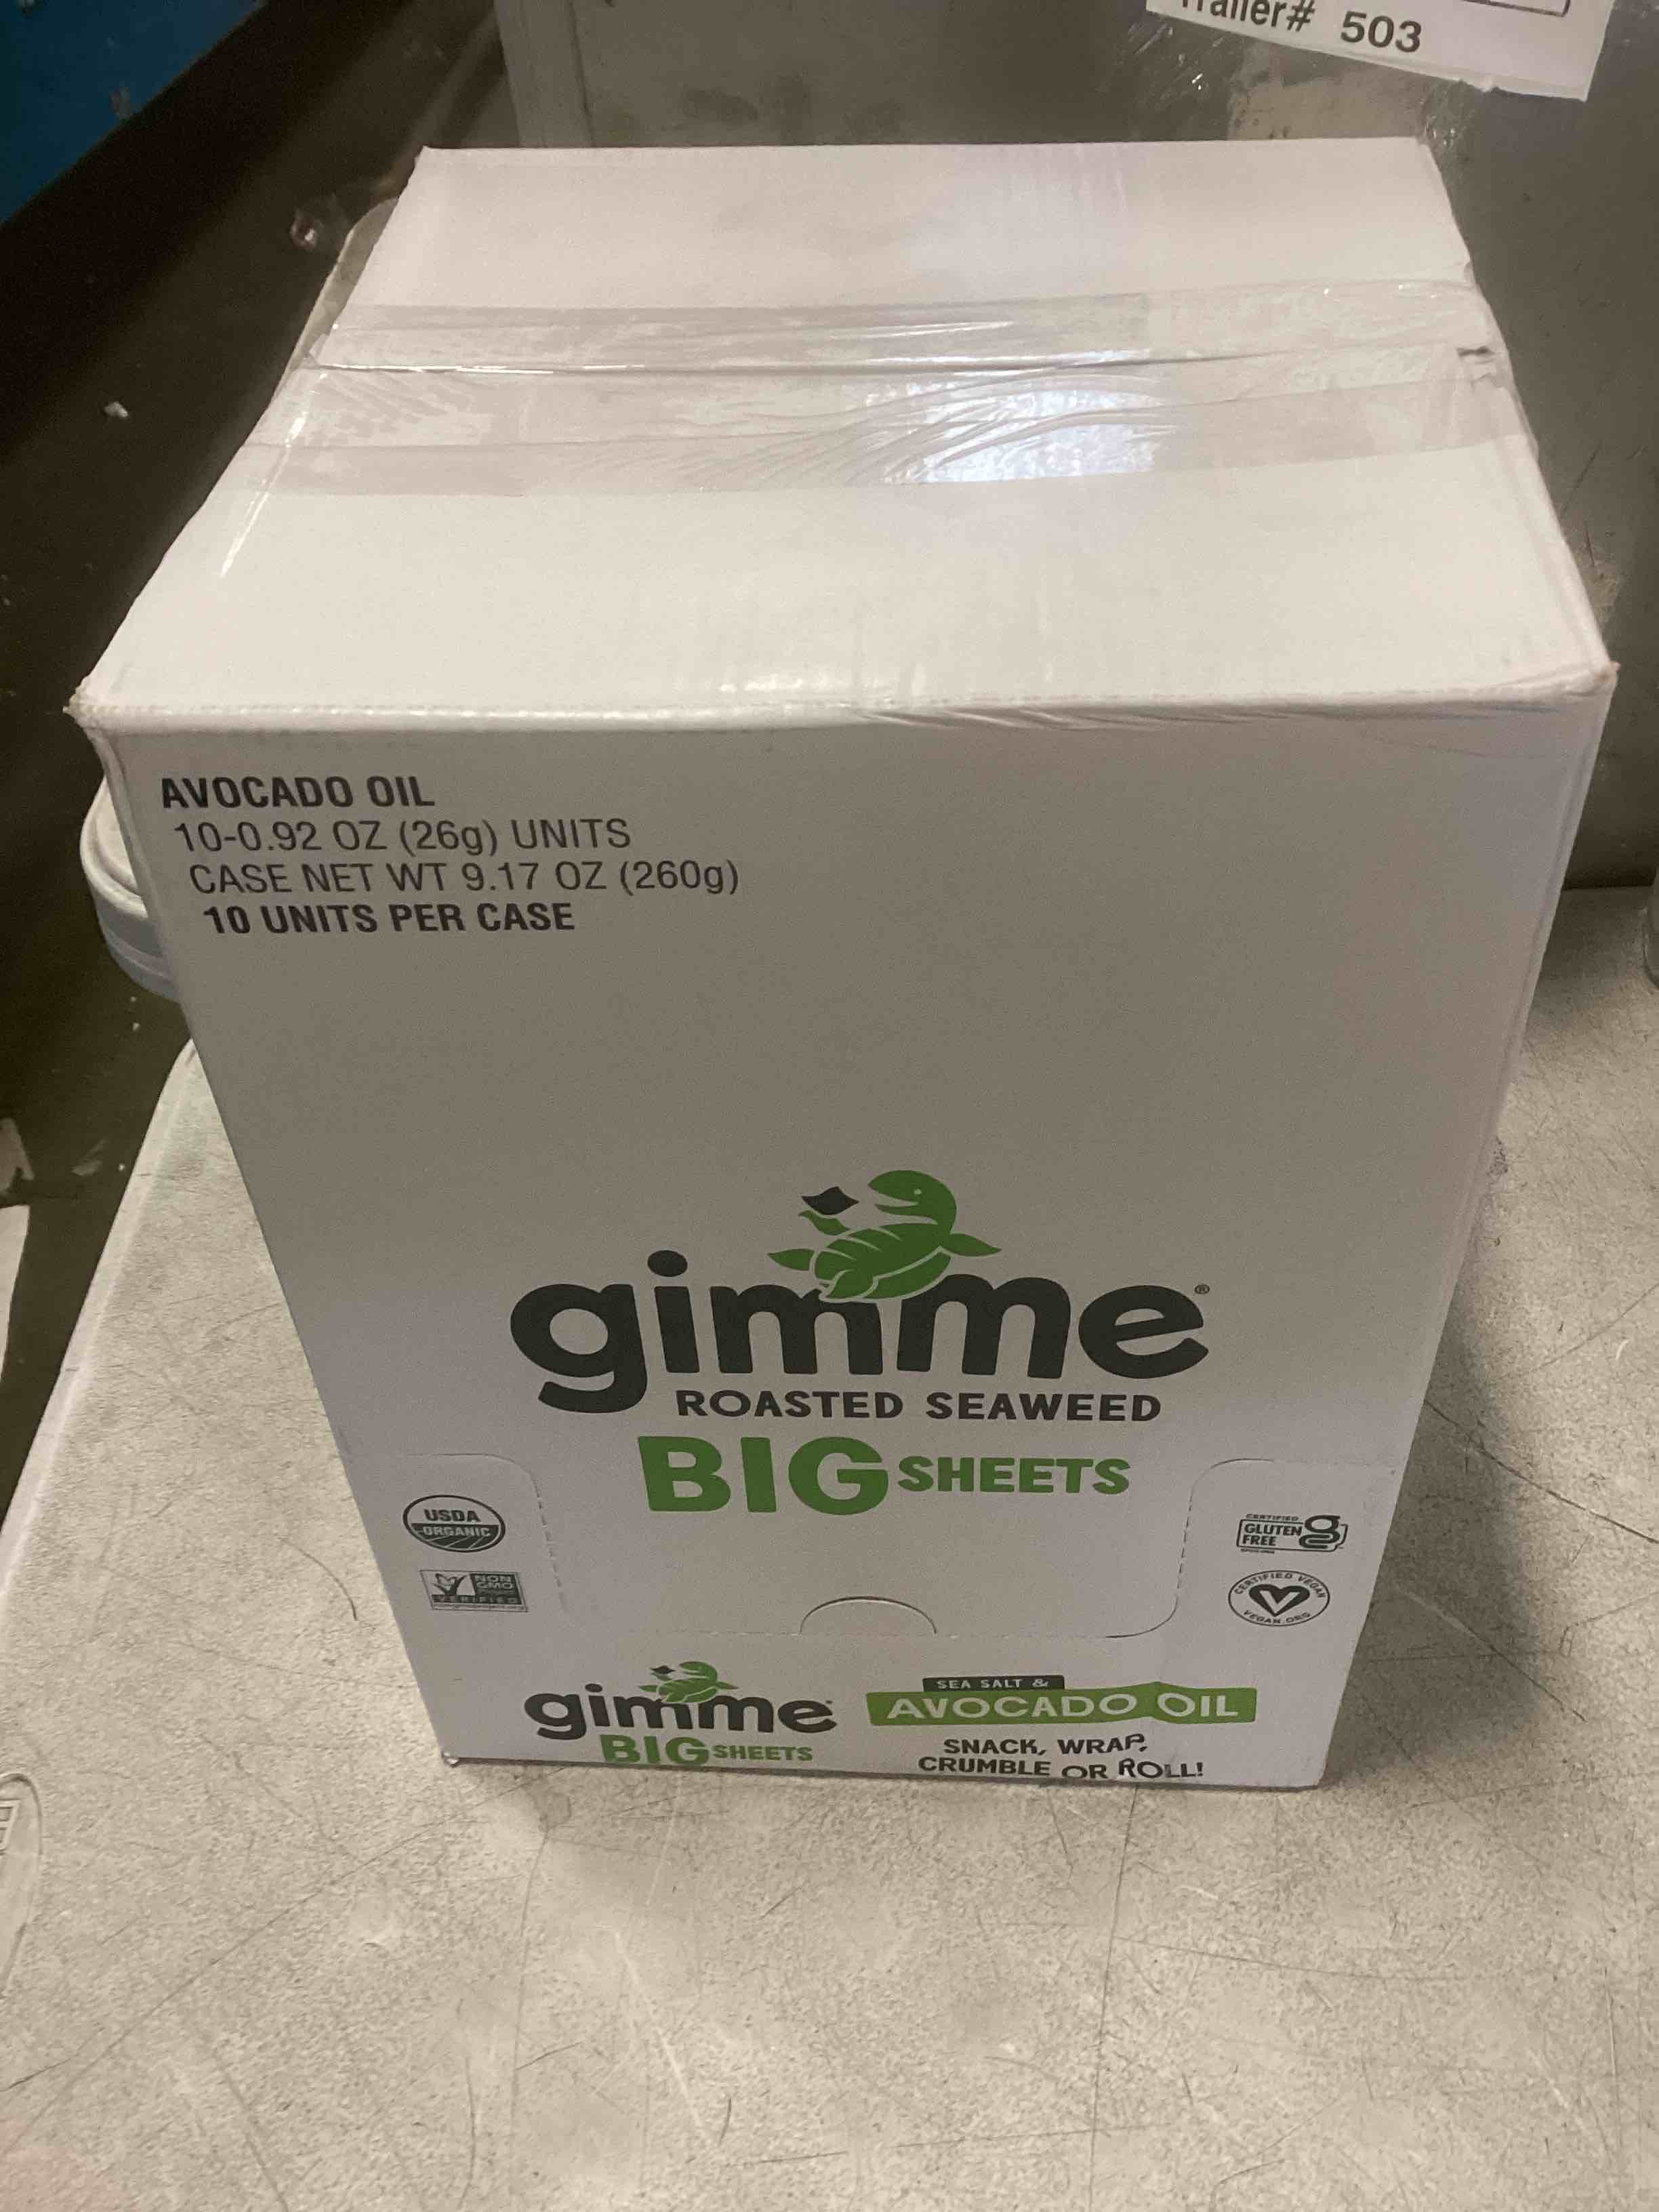 Trailer# 503
AVOCADO OIL
10-0.92 OZ (26g) UNITS
CASE NET WT 9.17 OZ (260g)
10 UNITS PER CASE
gimme®
ROASTED SEAWEED
BIG SHEETS
USDA
ORGANIC
NON
GMO
VERIFIED
CERTIFIED
GLUTEN
FREE
CERTIFIED VEGAN
VEGAN.ORG
gimme
BIG SHEETS
SEA SALT &
AVOCADO OIL
SNACK, WRAP,
CRUMBLE OR ROLL!